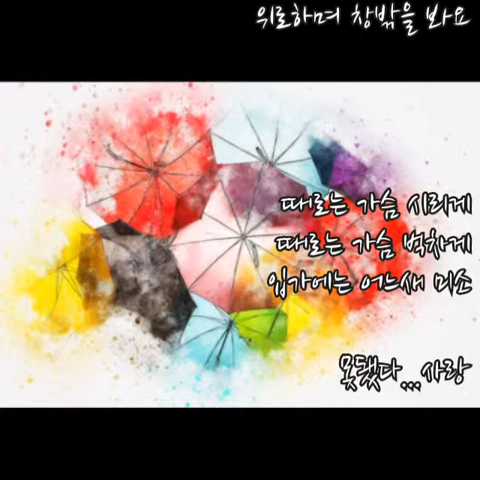 위로하며 창밖을 봐요
때로는 가슴 시리게
때로는 가슴 벅차게
입가에는 어느새 미소
못됐다...사랑